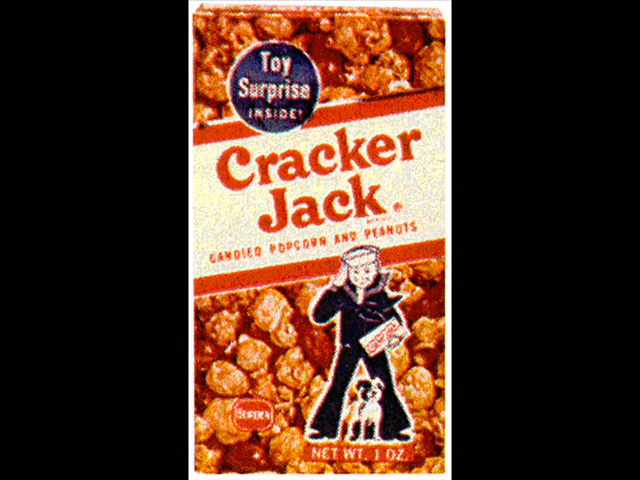 Toy
Surprise
INSIDE!
Cracker
Jack ®
CANDIED POPCORN AND PEANUTS
NET WT. 1 OZ.